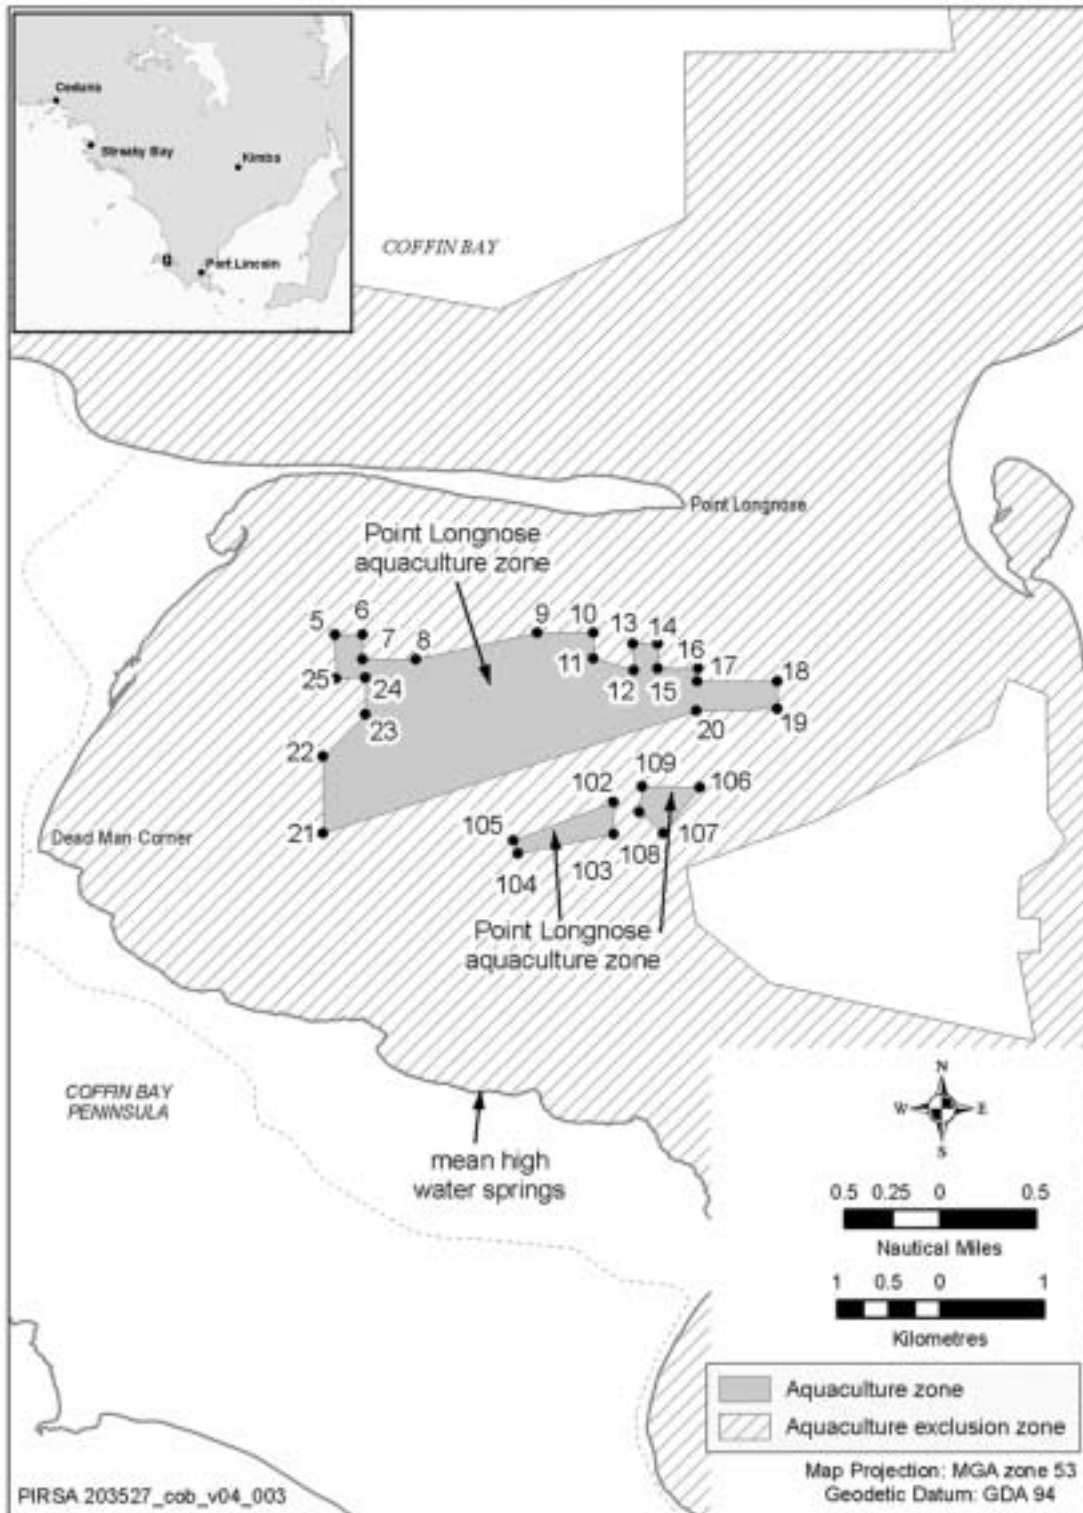 Ceduna
Streaky Bay
Kimba
Port Lincoln
COFFIN BAY
Point Longnose
Point Longnose
aquaculture zone
5
6
7
8
9
10
11
13
14
12
15
16
17
18
19
20
25
24
23
22
21
Dead Man Corner
109
106
102
105
107
108
103
104
Point Longnose
aquaculture zone
COFFIN BAY
PENINSULA
mean high
water springs
N
W E
S
0.5 0.25 0 0.5
Nautical Miles
1 0.5 0 1
Kilometres
Aquaculture zone
Aquaculture exclusion zone
Map Projection: MGA zone 53
Geodetic Datum: GDA 94
PIRSA 203527_cob_v04_003